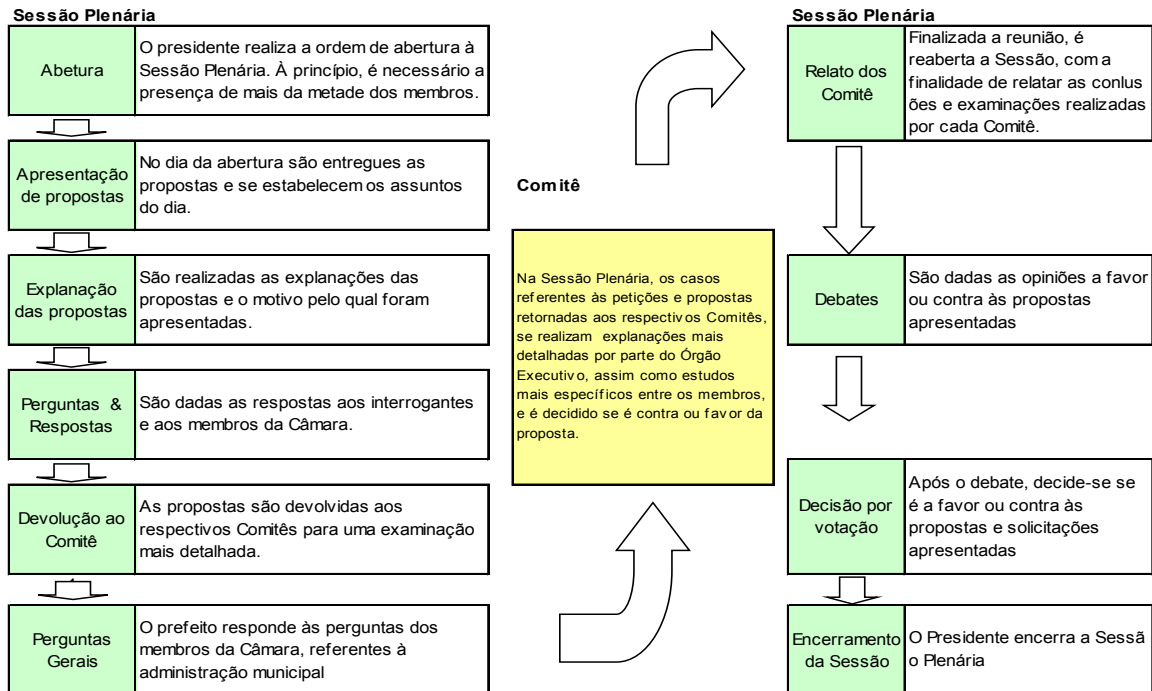 Sessão Plenária
Abetura
O presidente realiza a ordem de abertura à
Sessão Plenária. À princípio, é necessário a
presença de mais da metade dos membros.
Apresentação
de propostas
No dia da abertura são entregues as
propostas e se estabelecem os assuntos
do dia.
Explanação
das propostas
São realizadas as explanações das
propostas e o motivo pelo qual foram
apresentadas.
Perguntas &
Respostas
São dadas as respostas aos interrogantes
e aos membros da Câmara.
Devolução ao
Comitê
As propostas são devolvidas aos
respectivos Comitês para uma examinação
mais detalhada.
Perguntas
Gerais
O prefeito responde às perguntas dos
membros da Câmara, referentes à
administração municipal
Comitê
Na Sessão Plenária, os casos
referentes às petições e propostas
retornadas aos respectivos Comitês,
se realizam explanações mais
detalhadas por parte do Órgão
Executivo, assim como estudos
mais específicos entre os membros,
e é decidido se é contra ou favor da
proposta.
Sessão Plenária
Relato dos
Comitê
Finalizada a reunião, é
reaberta a Sessão, com a
finalidade de relatar as conlus
ões e examinações realizadas
por cada Comitê.
Debates
São dadas as opiniões a favor
ou contra às propostas
apresentadas
Decisão por
votação
Após o debate, decide-se se
é a favor ou contra às
propostas e solicitações
apresentadas
Encerramento
da Sessão
O Presidente encerra a Sessã
o Plenária